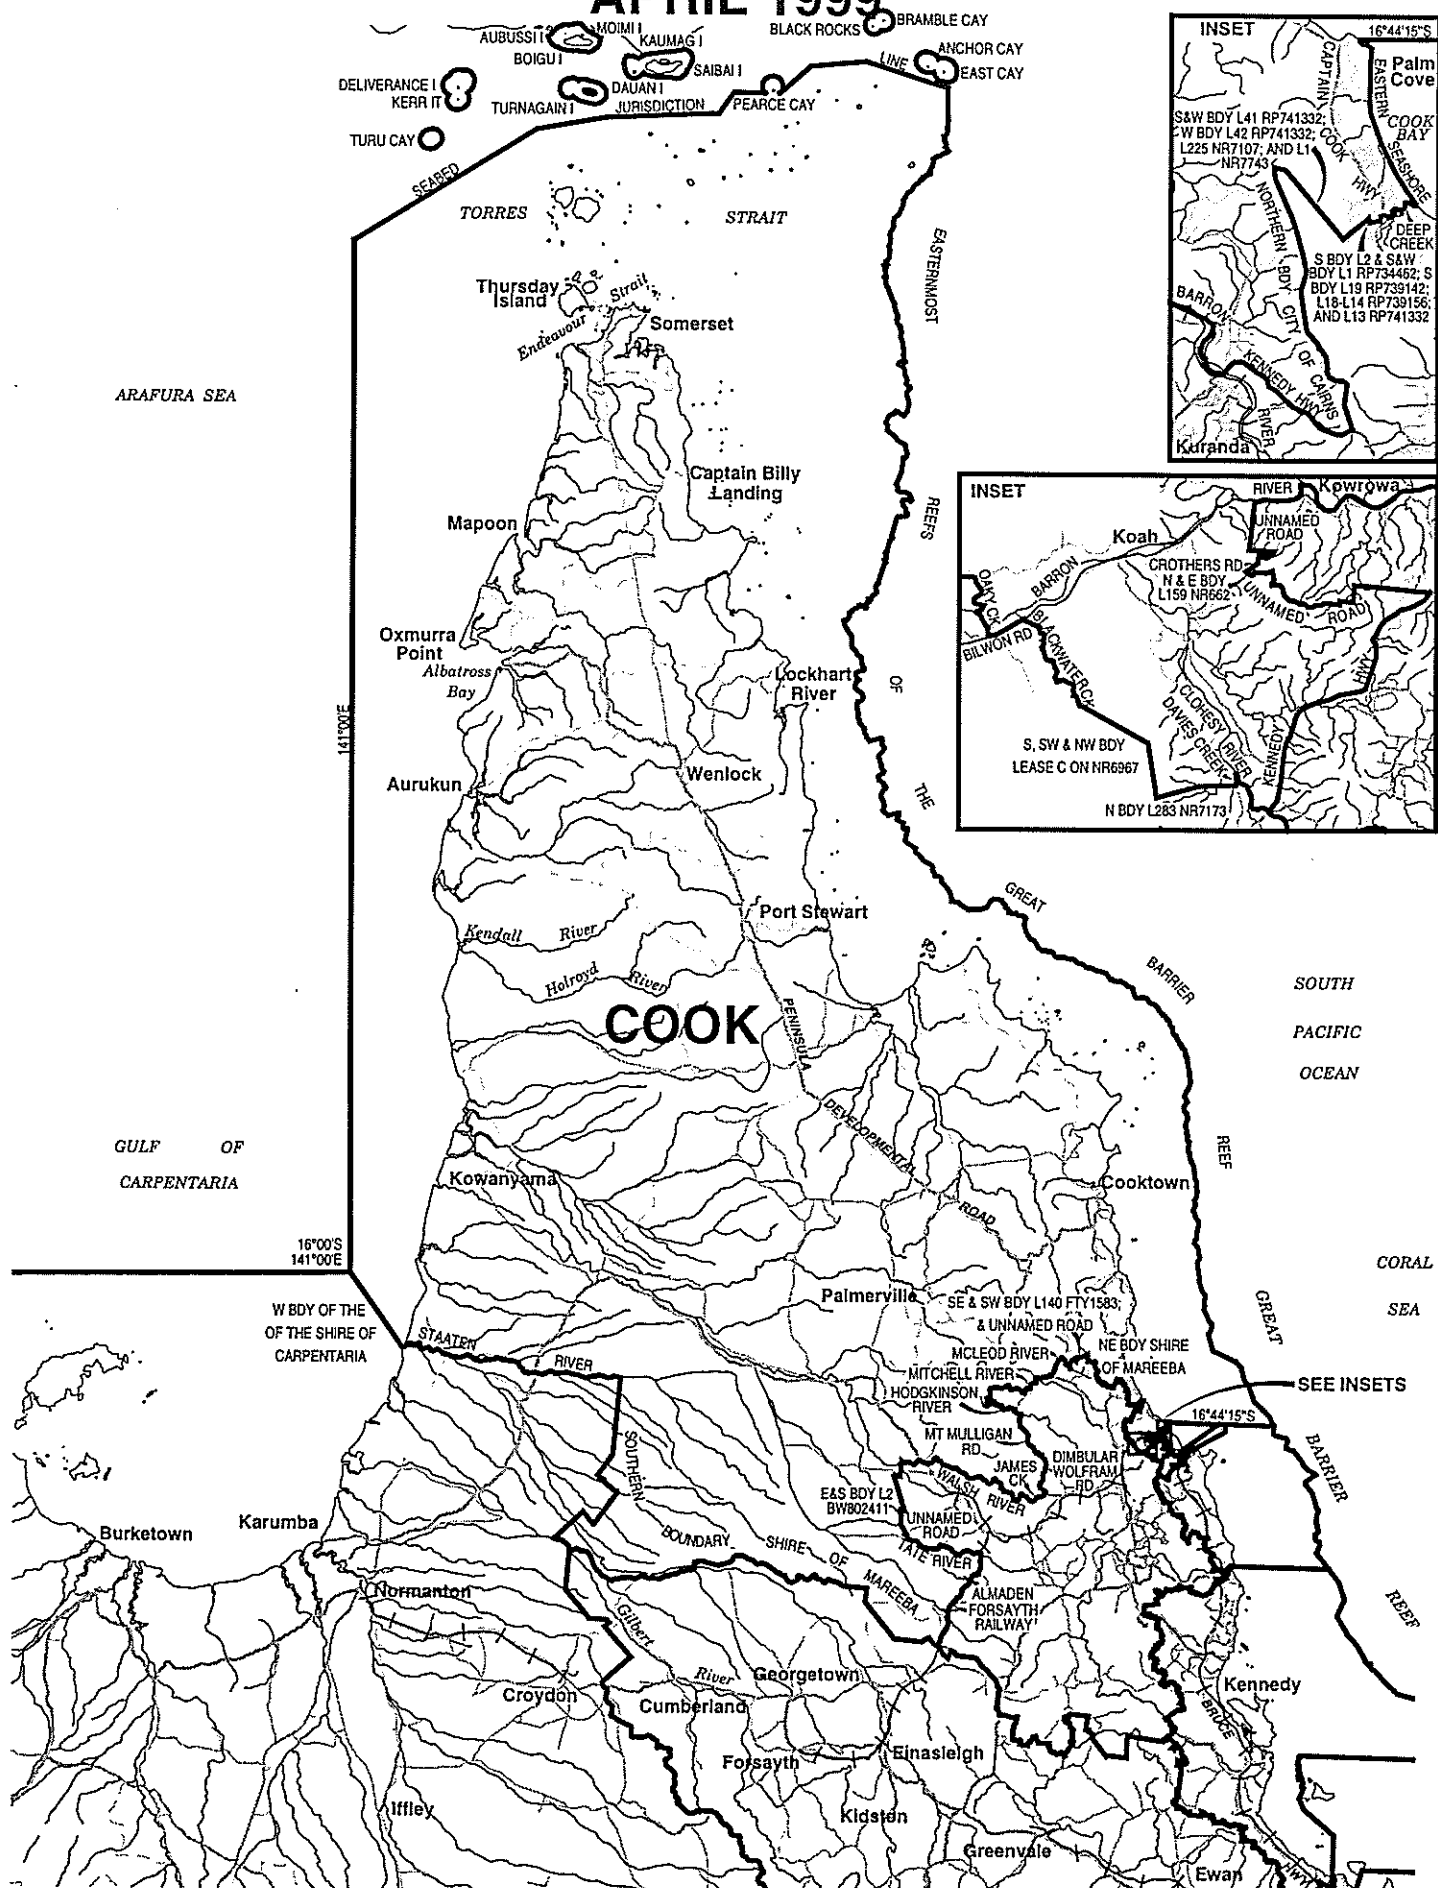 APRIL 1999
AUBUSSI I
MOIMI I
BOIGU I
KAUMAG I
SAIBAI I
DAUAN I
DELIVERANCE I
KERR IT
TURNAGAIN I
TURU CAY
BLACK ROCKS
BRAMBLE CAY
ANCHOR CAY
EAST CAY
PEARCE CAY
SEABED
JURISDICTION
LINE
TORRES
STRAIT
Thursday
Island
Endeavour
Strait
Somerset
ARAFURA SEA
EASTERNMOST
REEFS
OF
THE
GREAT
BARRIER
REEF
Captain Billy
Landing
Mapoon
Oxmurra
Point
Albatross
Bay
Lockhart
River
141°00'E
Aurukun
Wenlock
Port Stewart
Kendall
River
Holroyd
River
COOK
PENINSULA
DEVELOPMENTAL
ROAD
SOUTH
PACIFIC
OCEAN
GULF OF
CARPENTARIA
Kowanyama
Cooktown
16°00'S
141°00'E
CORAL
SEA
GREAT
BARRIER
REEF
Palmerville
W BDY OF THE
OF THE SHIRE OF
CARPENTARIA
STAATEN
RIVER
SE & SW BDY L140 FTY1583;
& UNNAMED ROAD
MCLEOD RIVER
NE BDY SHIRE
OF MAREEBA
MITCHELL RIVER
HODGKINSON
RIVER
SEE INSETS
16°44'15"S
MT MULLIGAN
RD
JAMES
CK
DIMBULAR
WOLFRAM
RD
WALSH RIVER
E&S BDY L2
BW802411
UNNAMED
ROAD
TATE RIVER
SOUTHERN
BOUNDARY
SHIRE
OF
MAREEBA
ALMADEN
FORSAYTH
RAILWAY
Burketown
Karumba
Normanton
Gilbert
River
Georgetown
Croydon
Cumberland
Kennedy
BRUCE
HWY
Forsayth
Einasleigh
Iffley
Kidston
Greenvale
Ewan
INSET
16°44'15"S
CAPTAIN
COOK
HWY
EASTERN
SEASHORE
Palm
Cove
COOK
BAY
S&W BDY L41 RP741332;
W BDY L42 RP741332;
L225 NR7107; AND L1
NR7743
NORTHERN BDY CITY OF CAIRNS
DEEP
CREEK
S BDY L2 & S&W
BDY L1 RP734462; S
BDY L19 RP739142;
L18-L14 RP739156;
AND L13 RP741332
BARRON
RIVER
KENNEDY HWY
Kuranda
INSET
RIVER
Kowrowa
UNNAMED
ROAD
Koah
CROTHERS RD
N & E BDY
L159 NR662
UNNAMED ROAD
OAKY CK
BARRON
BILWON RD
BLACKWATER CK
CLOHESY RIVER
DAVIES CREEK
KENNEDY
HWY
S, SW & NW BDY
LEASE C ON NR6967
N BDY L283 NR7173